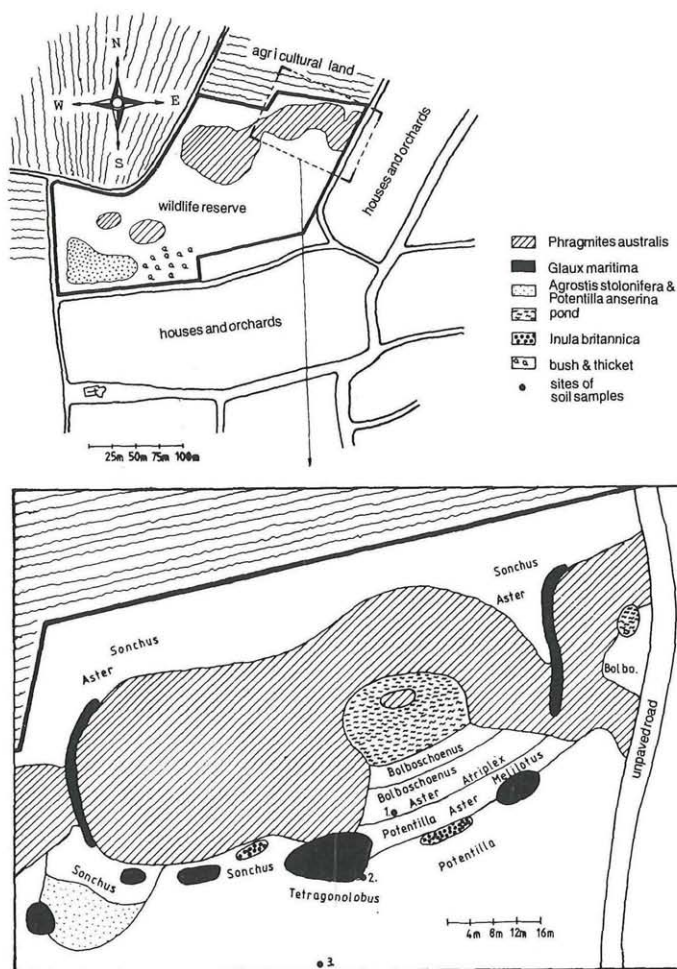 N
W E
S
agricultural land
houses and orchards
wildlife reserve
houses and orchards
25m 50m 75m 100m
Phragmites australis
Glaux maritima
Agrostis stolonifera &
Potentilla anserina
pond
Inula britannica
bush & thicket
sites of
soil samples
Sonchus
Aster
Sonchus
Aster
Bolbo.
unpaved road
Bolboschoenus
Bolboschoenus
1. Aster Atriplex
Potentilla Aster Melilotus
Potentilla
Sonchus
Sonchus
2.
Tetragonolobus
4m 8m 12m 16m
3.